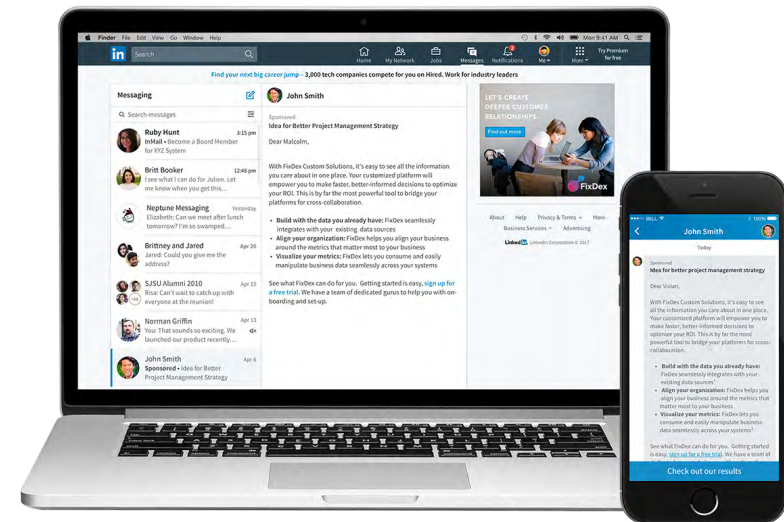 Finder File Edit View Go Window Help
Mon 9:41 AM
in
Search
Home
My Network
Jobs
Messages
Notifications
Me
More
Try Premium
for free
Find your next big career jump – 3,000 tech companies compete for you on Hired. Work for industry leaders
Messaging
Search messages
Ruby Hunt 3:15 pm
InMail • Become a Board Member
for XYZ System
Britt Booker 12:48 pm
I see what I can do for Julien. Let
me know when you get this…
Neptune Messaging Yesterday
Elizabeth: Can we meet after lunch
tomorrow? I'm so swamped…
Brittney and Jared Apr 20
Jared: Could you give me the
address?
SJSU Alumni 2010 Apr 15
Risa: Can't wait to catch up with
everyone at the reunion!
Norman Griffin Apr 13
You: That sounds so exciting. We
launched our product recently…
John Smith Apr 6
Sponsored • Idea for Better
Project Management Strategy
John Smith
Sponsored
Idea for Better Project Management Strategy
Dear Malcolm,
With FixDex Custom Solutions, it's easy to see all the information
you care about in one place. Your customized platform will
empower you to make faster, better-informed decisions to optimize
your ROI. This is by far the most powerful tool to bridge your
platforms for cross-collaboration.
• Build with the data you already have: FixDex seamlessly
integrates with your existing data sources
• Align your organization: FixDex helps you align your business
around the metrics that matter most to your business
• Visualize your metrics: FixDex lets you consume and easily
manipulate business data seamlessly across your systems
See what FixDex can do for you. Getting started is easy, sign up for
a free trial. We have a team of dedicated gurus to help you with on-
boarding and set-up.
LET'S CREATE
DEEPER CUSTOMER
RELATIONSHIPS.
Find out more
FixDex
About Help Privacy & Terms More
Business Services Advertising
LinkedIn LinkedIn Corporation © 2017
BELL 100%
John Smith
Today
Sponsored
Idea for better project management strategy
Dear Vivian,
With FixDex Custom Solutions, it's easy to see
all the information you care about in one place.
Your customized platform will empower you to
make faster, better-informed decisions to
optimize your ROI. This is by far the most
powerful tool to bridge your platforms for cross-
collaboration.
• Build with the data you already have:
FixDex seamlessly integrates with your
existing data sources¹
• Align your organization: FixDex helps you
align your business around the metrics that
matter most to your business
• Visualize your metrics: FixDex lets you
consume and easily manipulate business
data seamlessly across your systems²
See what FixDex can do for you. Getting started
is easy, sign up for a free trial. We have a team of
Check out our results